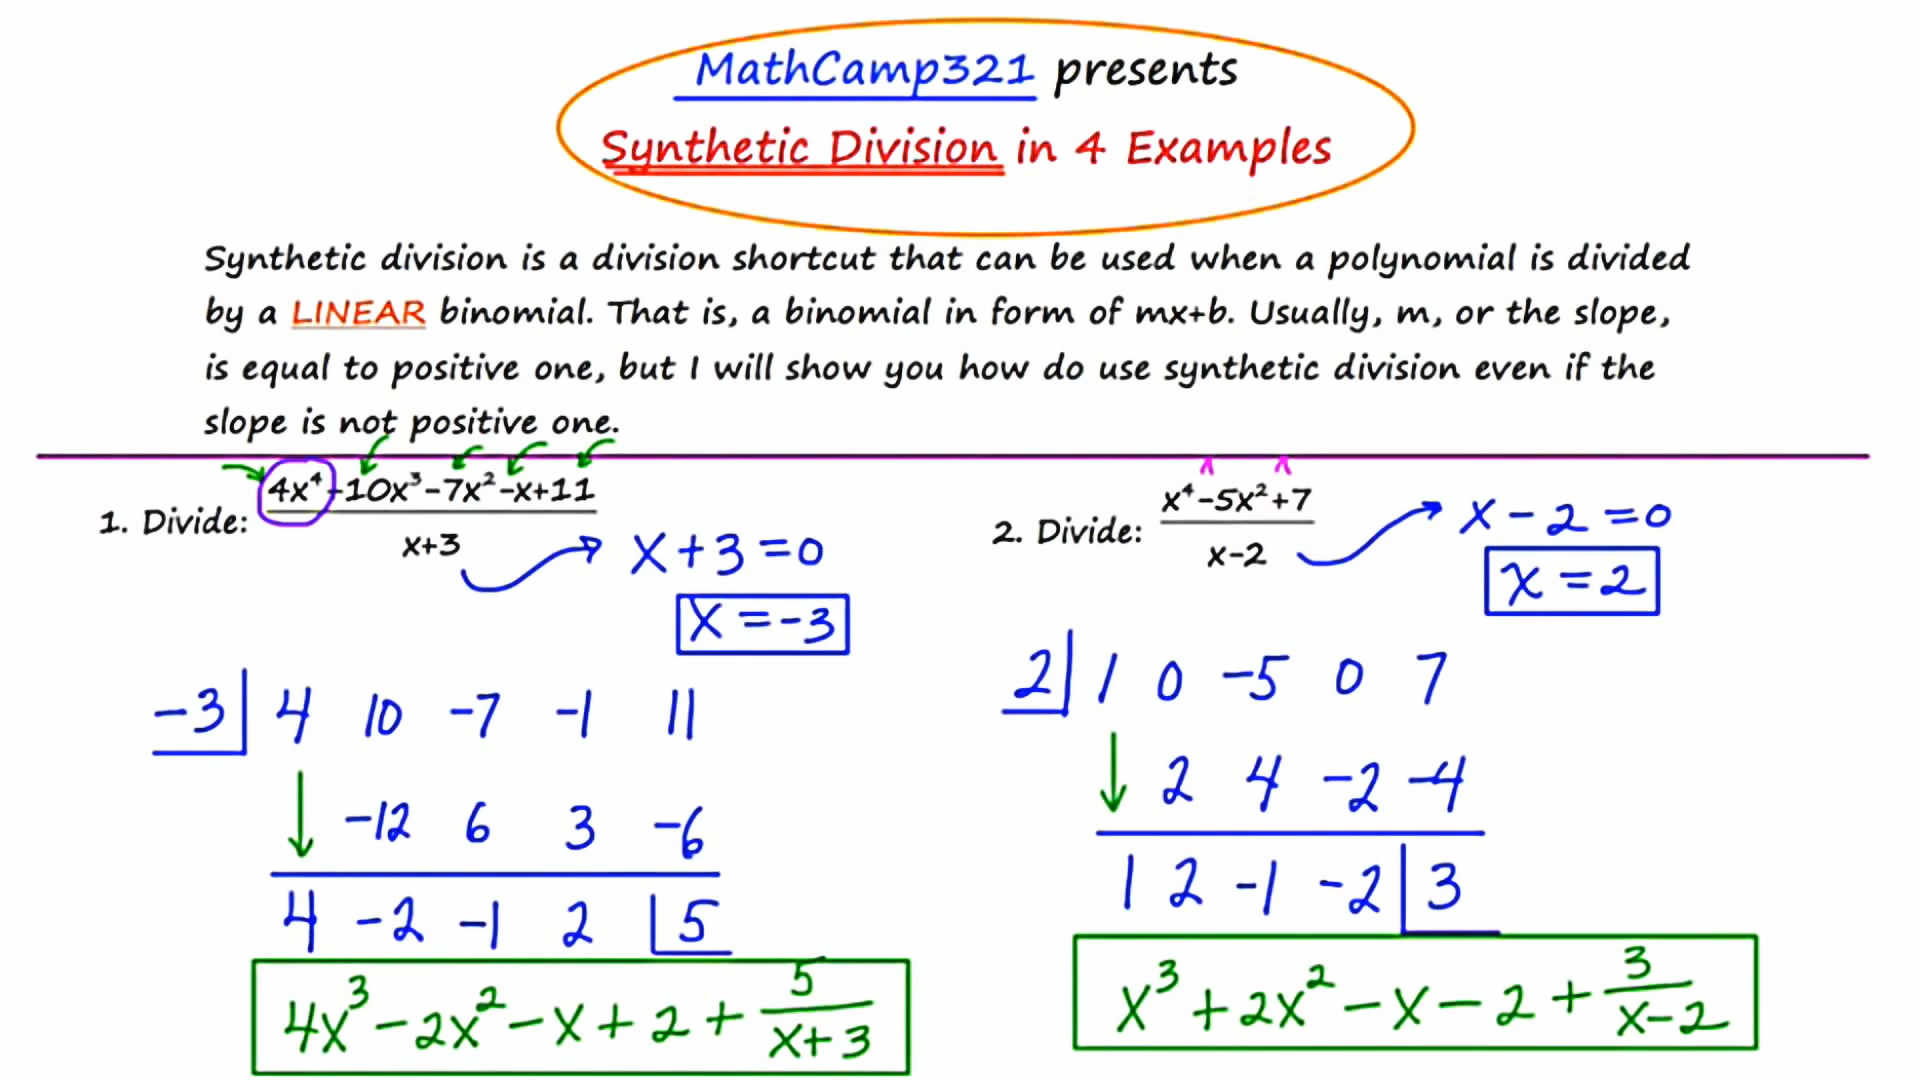 MathCamp321 presents
Synthetic Division in 4 Examples
Synthetic division is a division shortcut that can be used when a polynomial is divided
by a LINEAR binomial. That is, a binomial in form of mx+b. Usually, m, or the slope,
is equal to positive one, but I will show you how do use synthetic division even if the
slope is not positive one.
1. Divide:
4x⁴+10x³-7x²-x+11
x+3
x+3=0
x=-3
-3 4 10 -7 -1 11
-12 6 3 -6
4 -2 -1 2 5
4x³-2x²-x+2+5/(x+3)
2. Divide:
x⁴-5x²+7
x-2
x-2=0
x=2
2 1 0 -5 0 7
2 4 -2 -4
1 2 -1 -2 3
x³+2x²-x-2+3/(x-2)